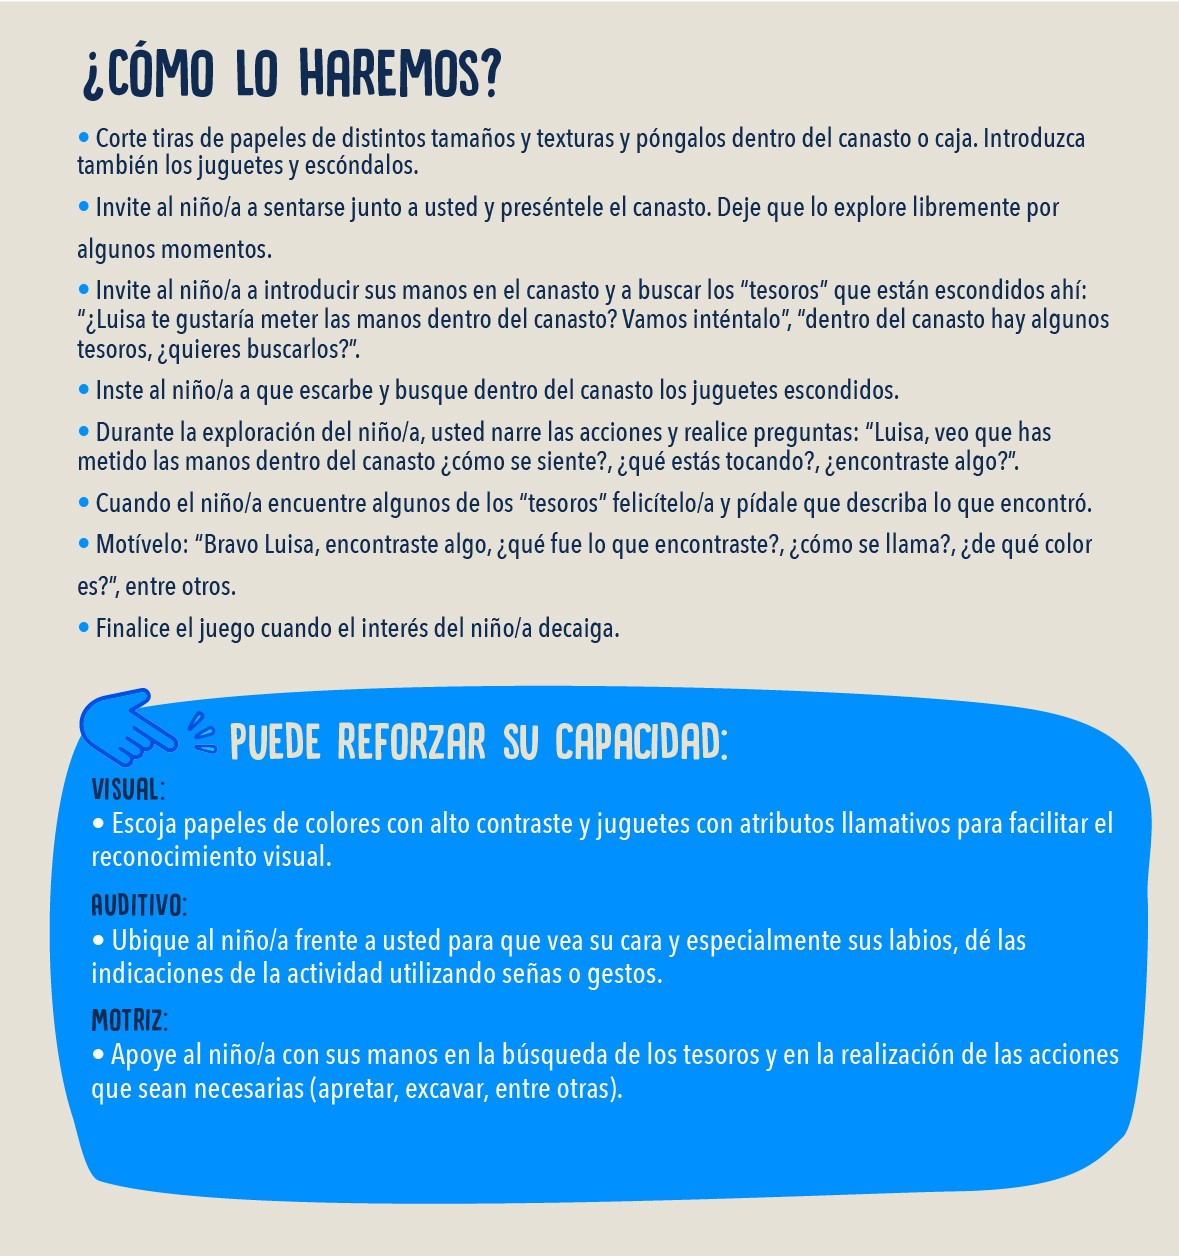 ¿CÓMO LO HAREMOS?
• Corte tiras de papeles de distintos tamaños y texturas y póngalos dentro del canasto o caja. Introduzca
también los juguetes y escóndalos.
• Invite al niño/a a sentarse junto a usted y preséntele el canasto. Deje que lo explore libremente por
algunos momentos.
• Invite al niño/a a introducir sus manos en el canasto y a buscar los “tesoros” que están escondidos ahí:
“¿Luisa te gustaría meter las manos dentro del canasto? Vamos inténtalo”, “dentro del canasto hay algunos
tesoros, ¿quieres buscarlos?”.
• Inste al niño/a a que escarbe y busque dentro del canasto los juguetes escondidos.
• Durante la exploración del niño/a, usted narre las acciones y realice preguntas: “Luisa, veo que has
metido las manos dentro del canasto ¿cómo se siente?, ¿qué estás tocando?, ¿encontraste algo?“.
• Cuando el niño/a encuentre algunos de los “tesoros” felicítelo/a y pídale que describa lo que encontró.
• Motívelo: “Bravo Luisa, encontraste algo, ¿qué fue lo que encontraste?, ¿cómo se llama?, ¿de qué color
es?”, entre otros.
• Finalice el juego cuando el interés del niño/a decaiga.
PUEDE REFORZAR SU CAPACIDAD:
VISUAL:
• Escoja papeles de colores con alto contraste y juguetes con atributos llamativos para facilitar el
reconocimiento visual.
AUDITIVO:
• Ubique al niño/a frente a usted para que vea su cara y especialmente sus labios, dé las
indicaciones de la actividad utilizando señas o gestos.
MOTRIZ:
• Apoye al niño/a con sus manos en la búsqueda de los tesoros y en la realización de las acciones
que sean necesarias (apretar, excavar, entre otras).